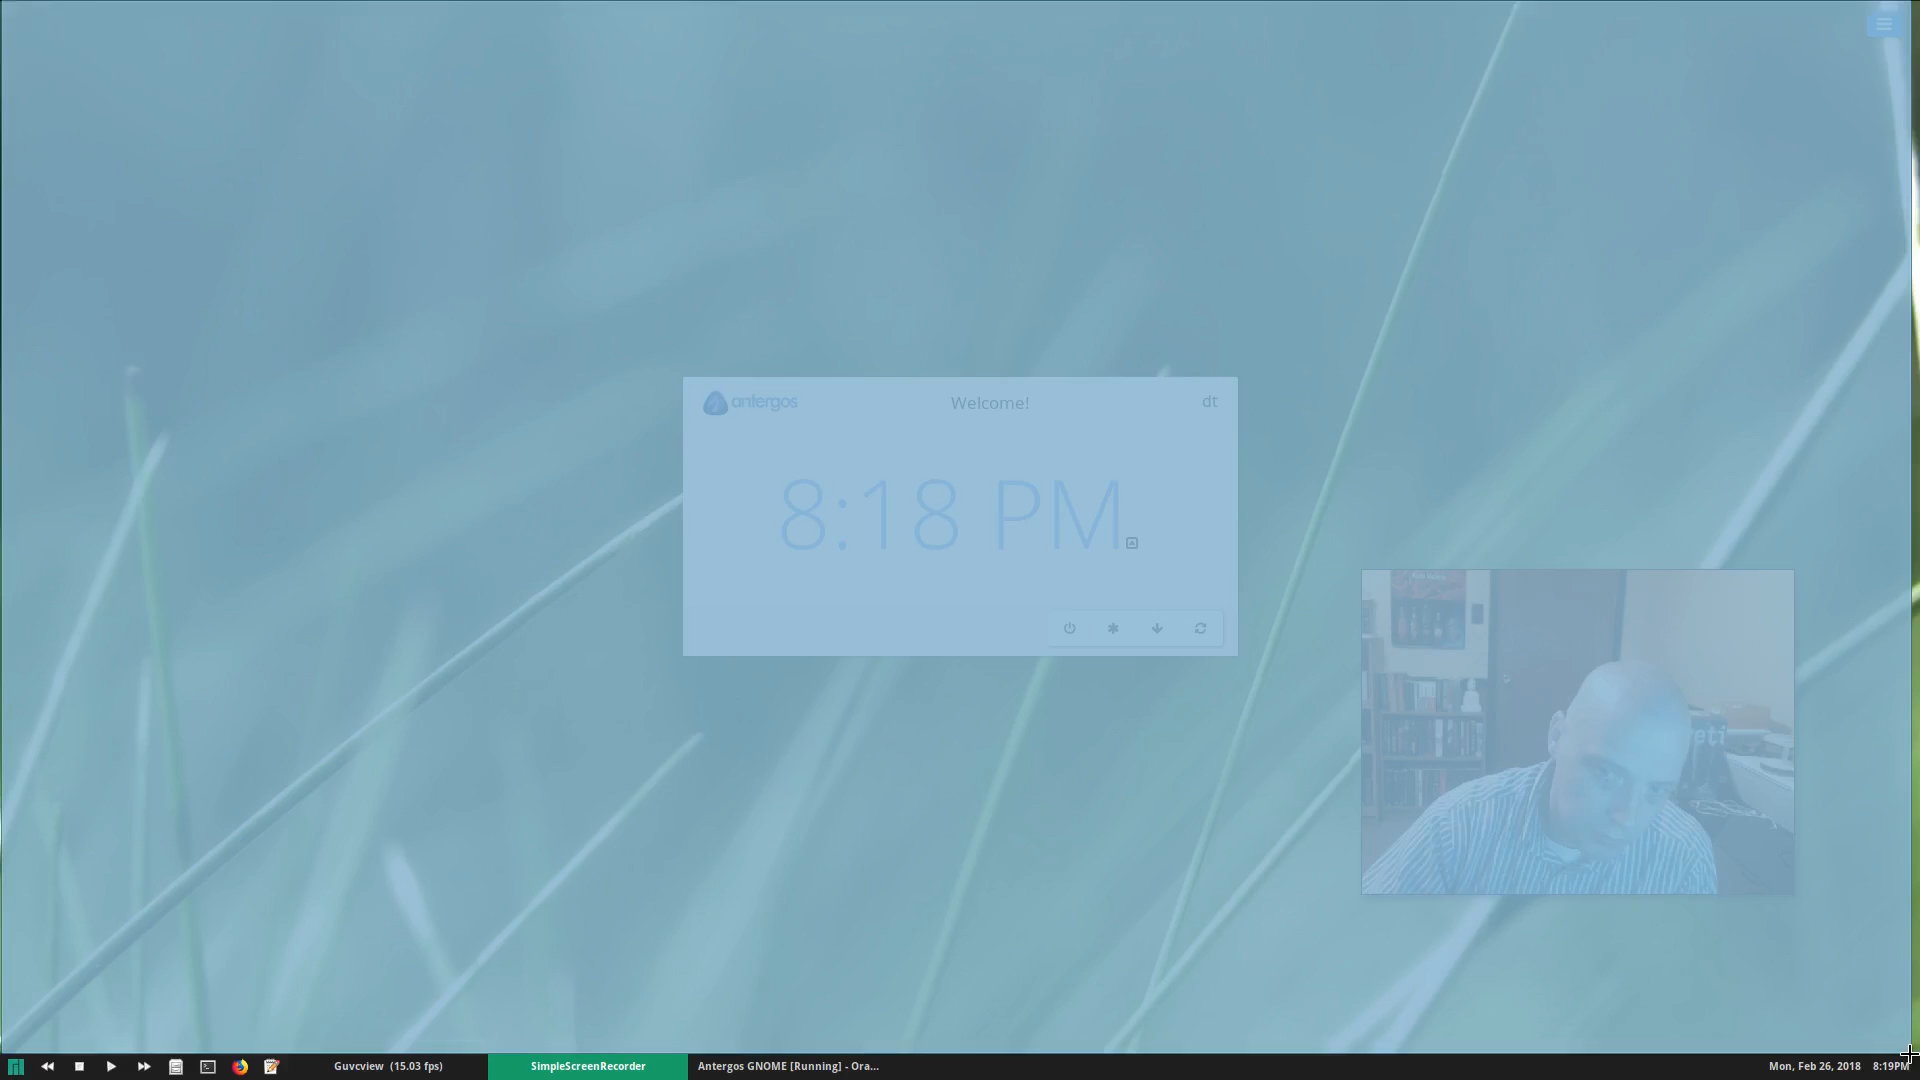 antergos
Welcome!
dt
8:18 PM
yeti
Guvcview (15.03 fps)
SimpleScreenRecorder
Antergos GNOME [Running] - Ora...
Mon, Feb 26, 2018
8:19PM